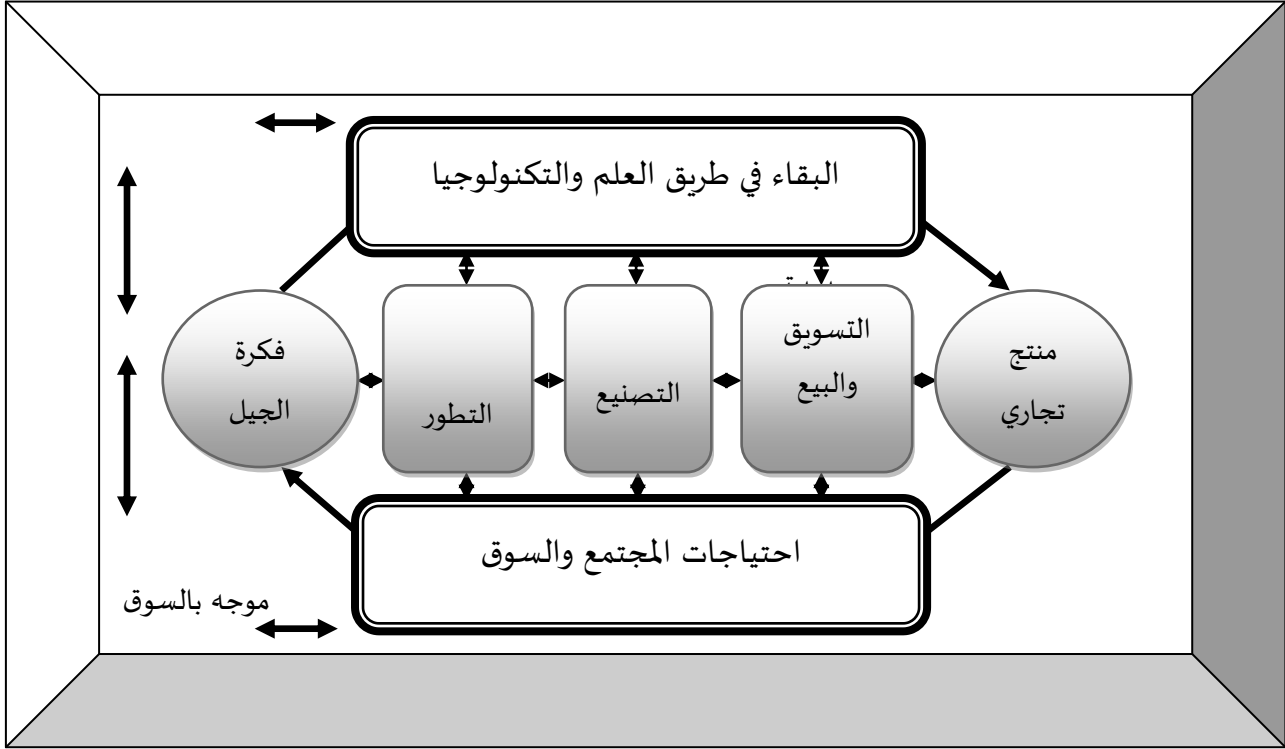 البقاء في طريق العلم والتكنولوجيا
فكرة
الجيل
التطور
التصنيع
التسويق
والبيع
منتج
تجاري
احتياجات المجتمع والسوق
موجه بالسوق